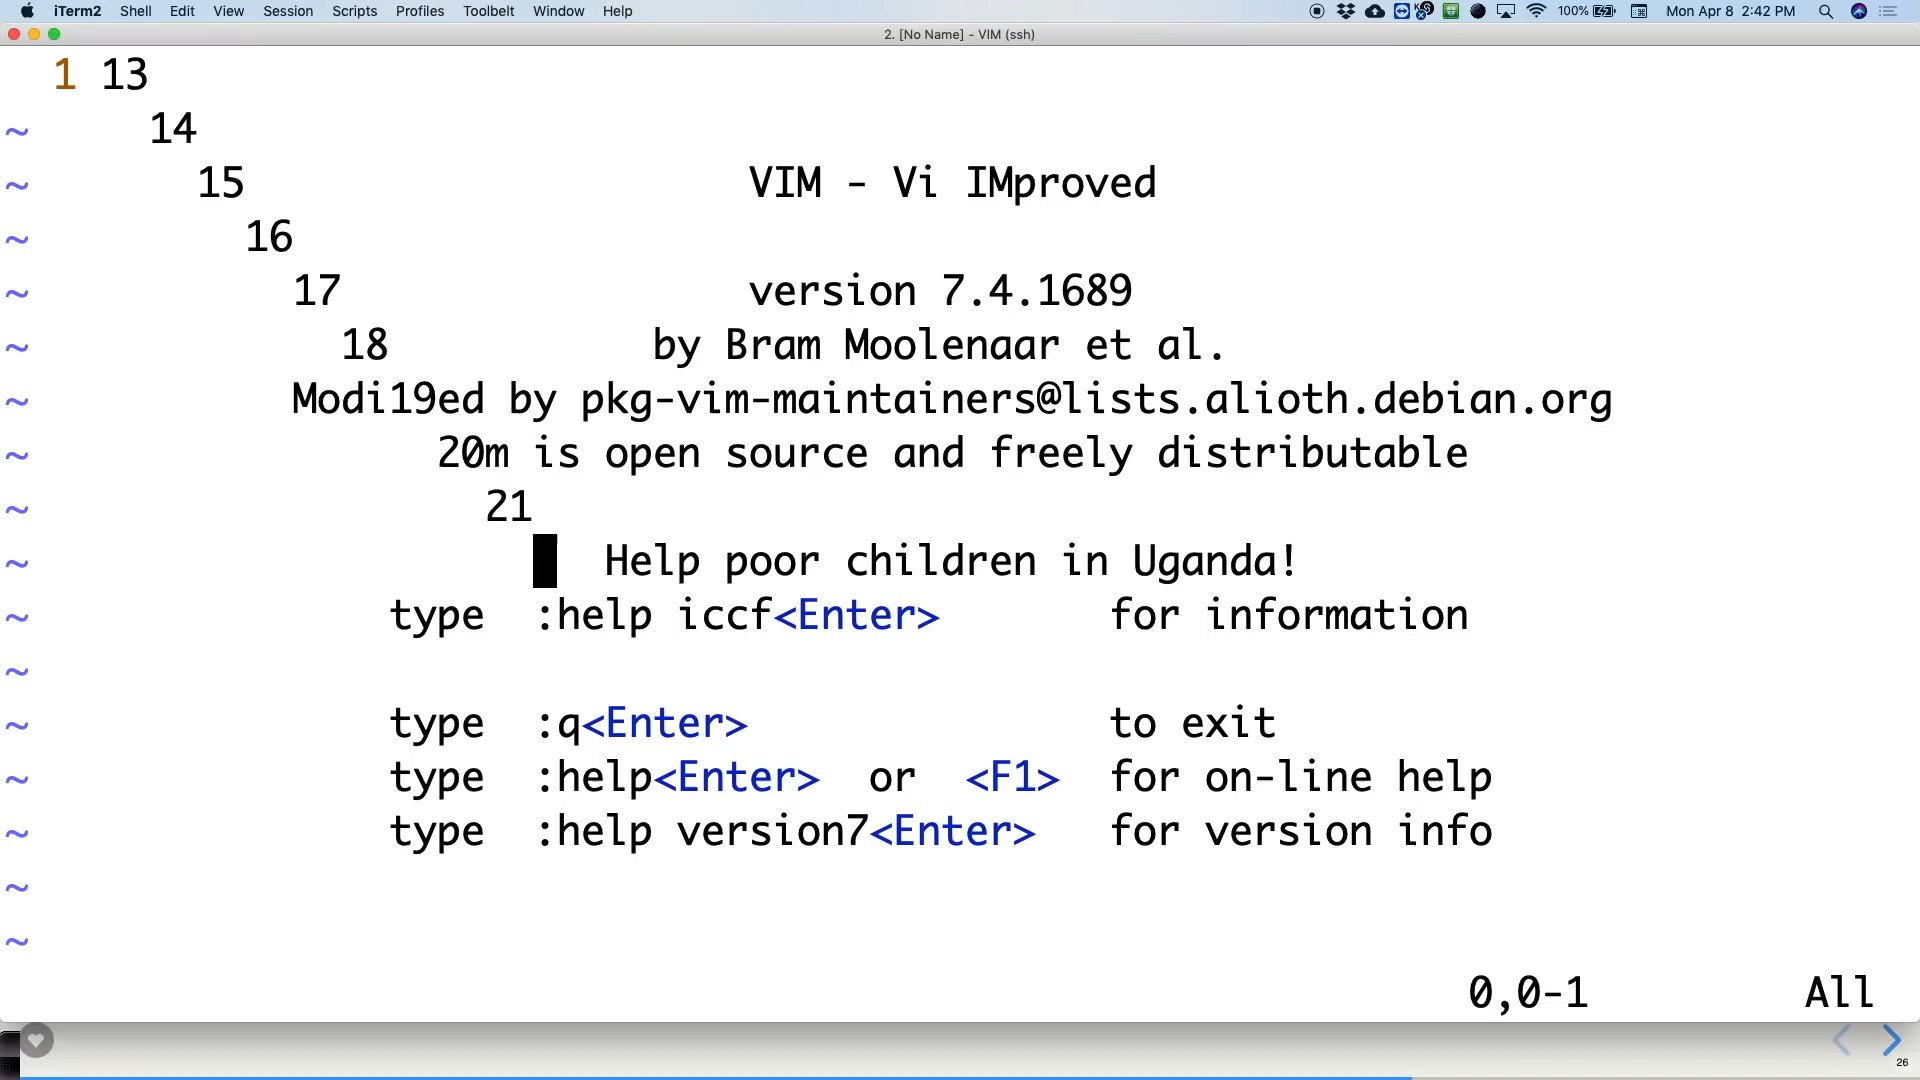 iTerm2 Shell Edit View Session Scripts Profiles Toolbelt Window Help 100% Mon Apr 8 2:42 PM
2. [No Name] - VIM (ssh)
1 13
~ 14
~ 15 VIM - Vi IMproved
~ 16
~ 17 version 7.4.1689
~ 18 by Bram Moolenaar et al.
~ Modi19ed by pkg-vim-maintainers@lists.alioth.debian.org
~ 20m is open source and freely distributable
~ 21
~ Help poor children in Uganda!
~ type :help iccf<Enter> for information
~
~ type :q<Enter> to exit
~ type :help<Enter> or <F1> for on-line help
~ type :help version7<Enter> for version info
~
~
0,0-1 All
26